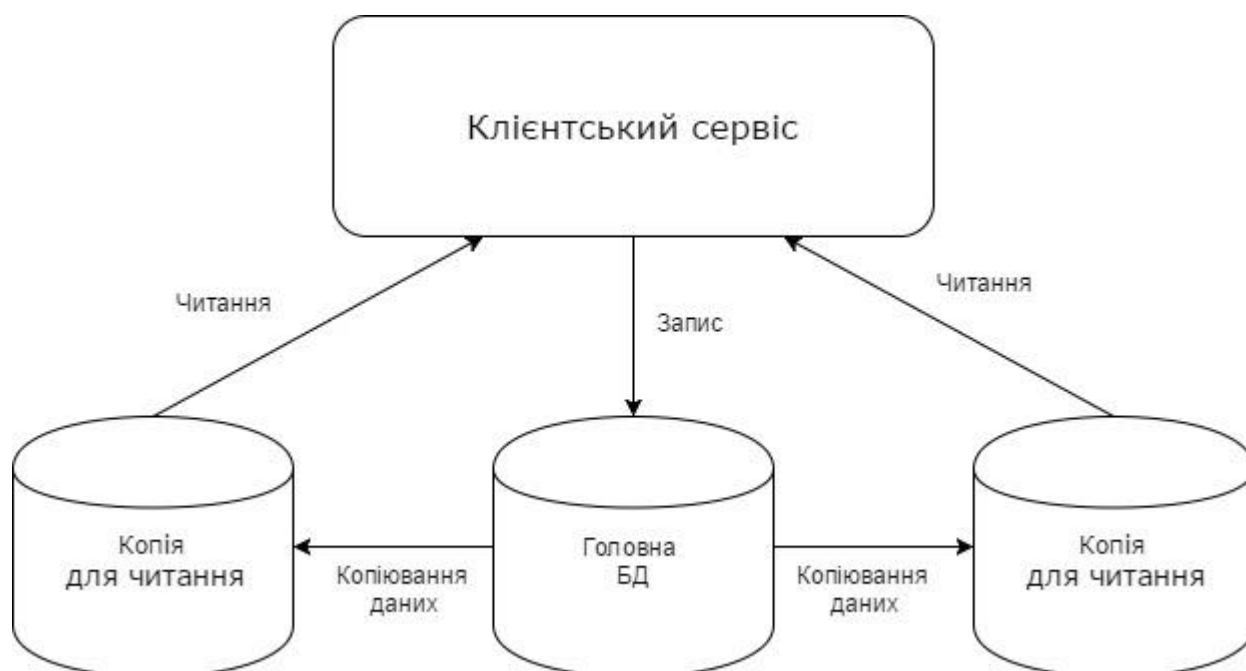 Клієнтський сервіс
Читання
Запис
Читання
Копія
для читання
Копіювання
даних
Головна
БД
Копіювання
даних
Копія
для читання